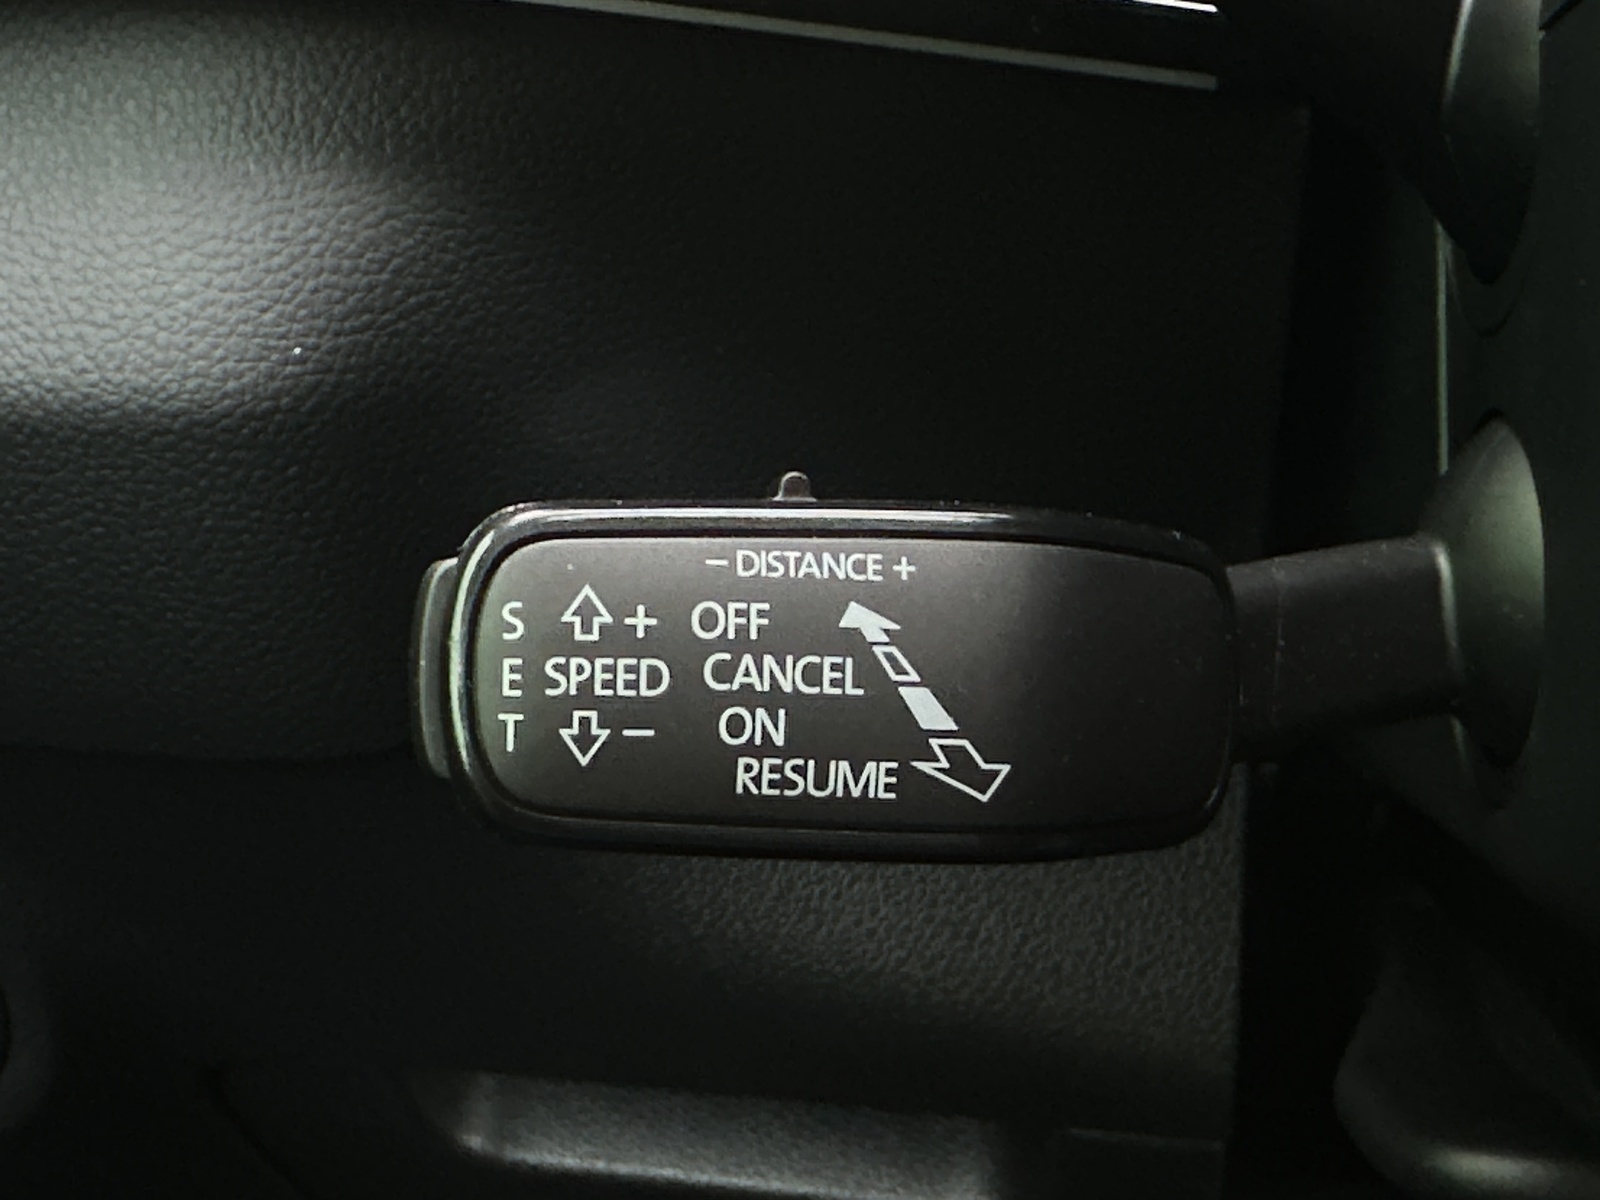 − DISTANCE +
S + OFF
E SPEED CANCEL
T − ON
RESUME